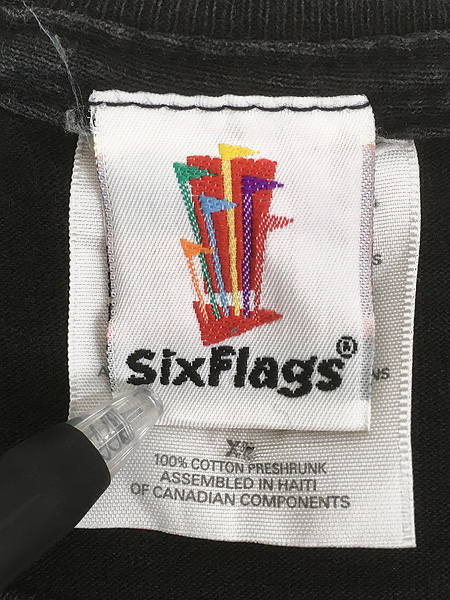 SixFlags®
XL
100% COTTON PRESHRUNK
ASSEMBLED IN HAITI
OF CANADIAN COMPONENTS